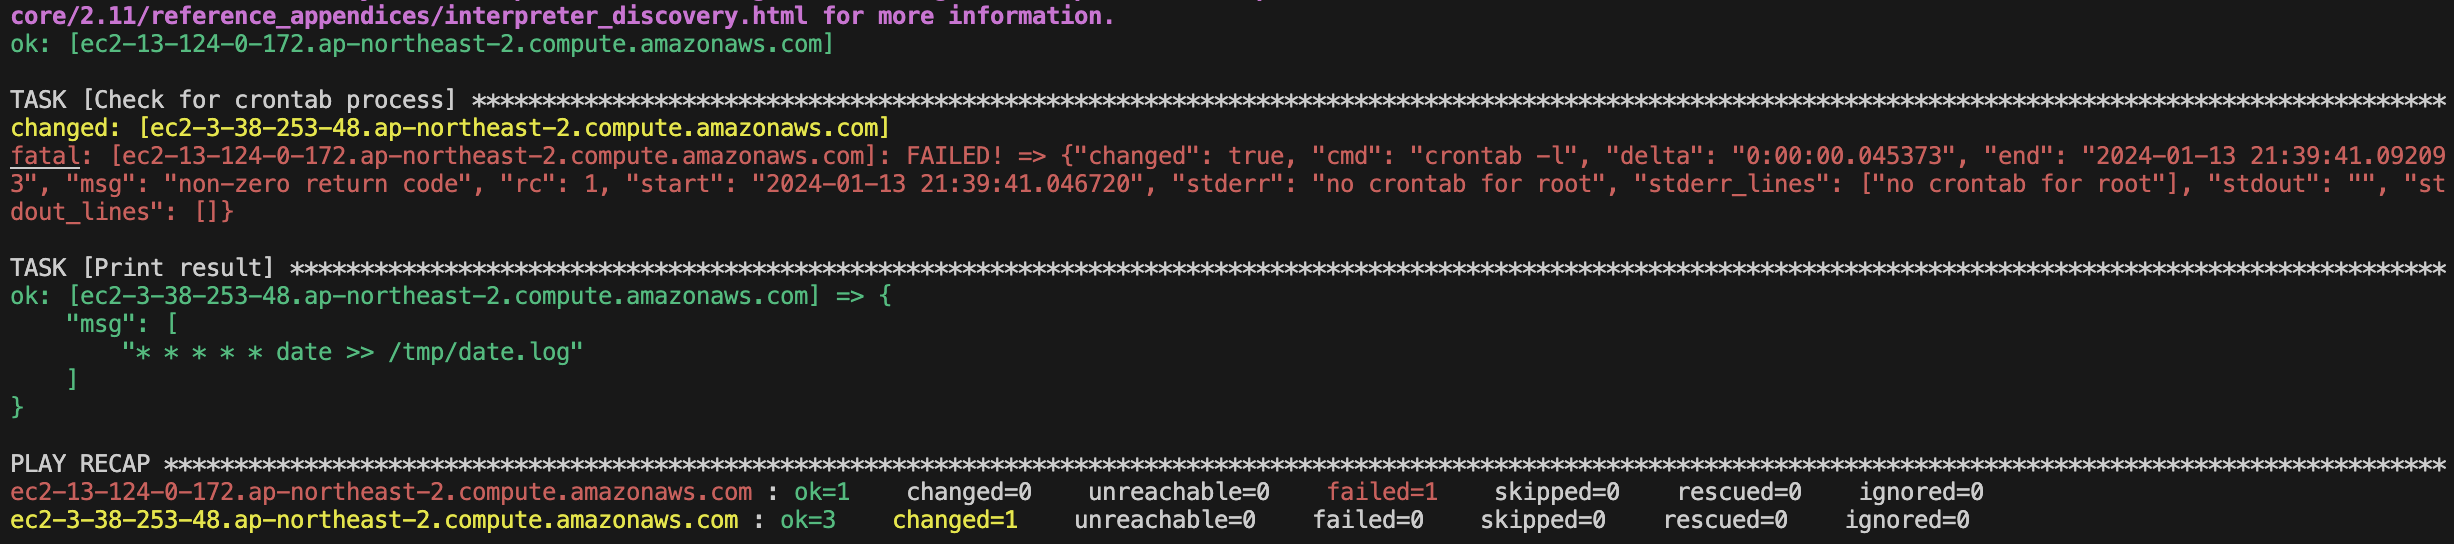 core/2.11/reference_appendices/interpreter_discovery.html for more information.
ok: [ec2-13-124-0-172.ap-northeast-2.compute.amazonaws.com]
TASK [Check for crontab process] ********************************************************************************************************************************************
changed: [ec2-3-38-253-48.ap-northeast-2.compute.amazonaws.com]
fatal: [ec2-13-124-0-172.ap-northeast-2.compute.amazonaws.com]: FAILED! => {"changed": true, "cmd": "crontab -l", "delta": "0:00:00.045373", "end": "2024-01-13 21:39:41.09209
3", "msg": "non-zero return code", "rc": 1, "start": "2024-01-13 21:39:41.046720", "stderr": "no crontab for root", "stderr_lines": ["no crontab for root"], "stdout": "", "st
dout_lines": []}
TASK [Print result] *********************************************************************************************************************************************************
ok: [ec2-3-38-253-48.ap-northeast-2.compute.amazonaws.com] => {
    "msg": [
        "* * * * * date >> /tmp/date.log"
    ]
}
PLAY RECAP ******************************************************************************************************************************************************************
ec2-13-124-0-172.ap-northeast-2.compute.amazonaws.com : ok=1    changed=0    unreachable=0    failed=1    skipped=0    rescued=0    ignored=0
ec2-3-38-253-48.ap-northeast-2.compute.amazonaws.com : ok=3    changed=1    unreachable=0    failed=0    skipped=0    rescued=0    ignored=0